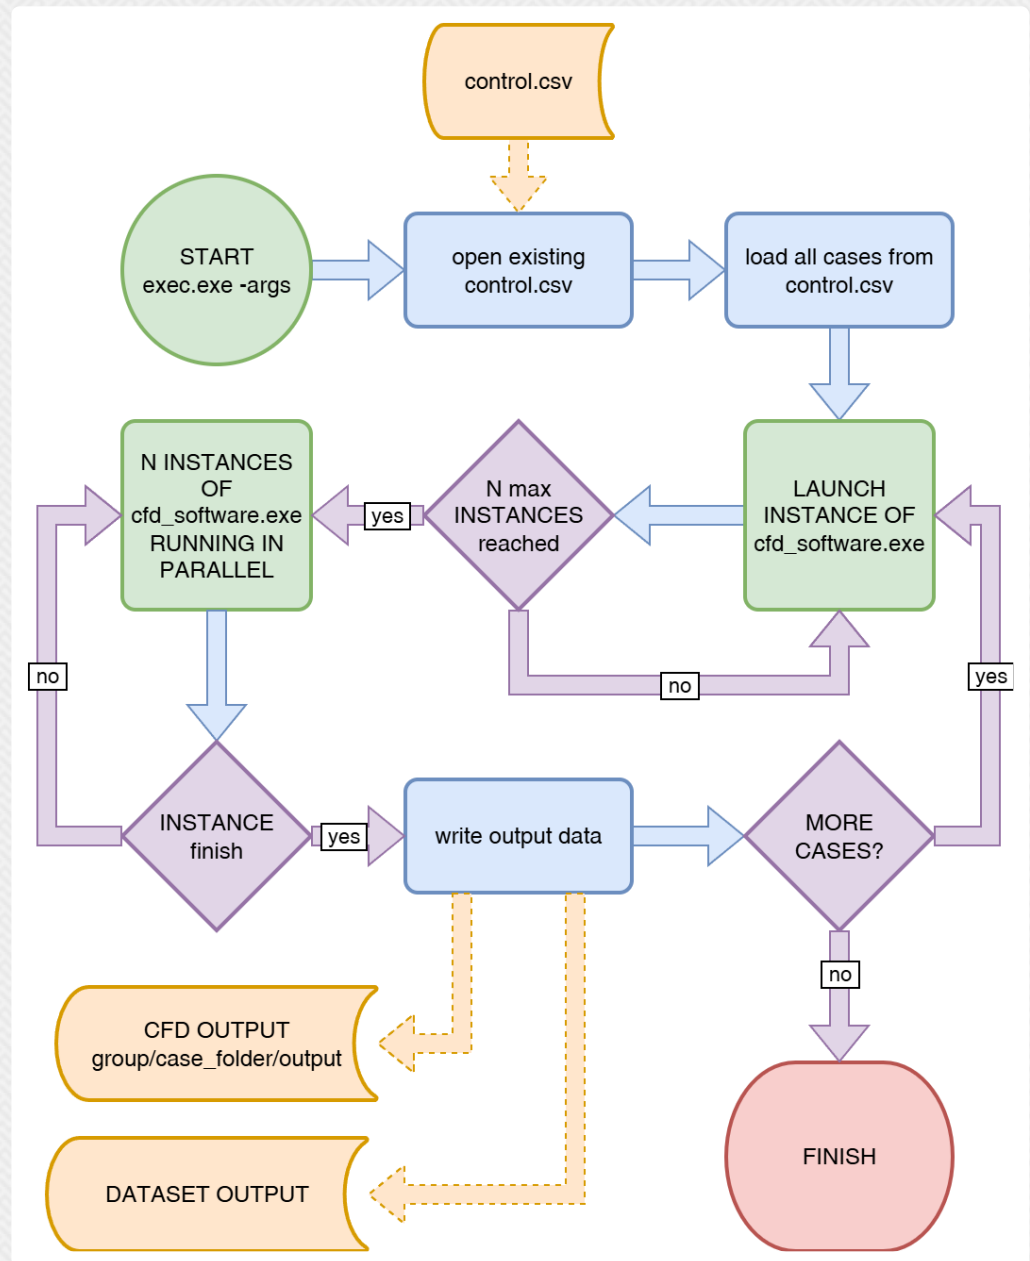 control.csv
START
exec.exe -args
open existing
control.csv
load all cases from
control.csv
N INSTANCES
OF
cfd_software.exe
RUNNING IN
PARALLEL
yes
N max
INSTANCES
reached
LAUNCH
INSTANCE OF
cfd_software.exe
no
no
yes
INSTANCE
finish
yes
write output data
MORE
CASES?
no
CFD OUTPUT
group/case_folder/output
DATASET OUTPUT
FINISH